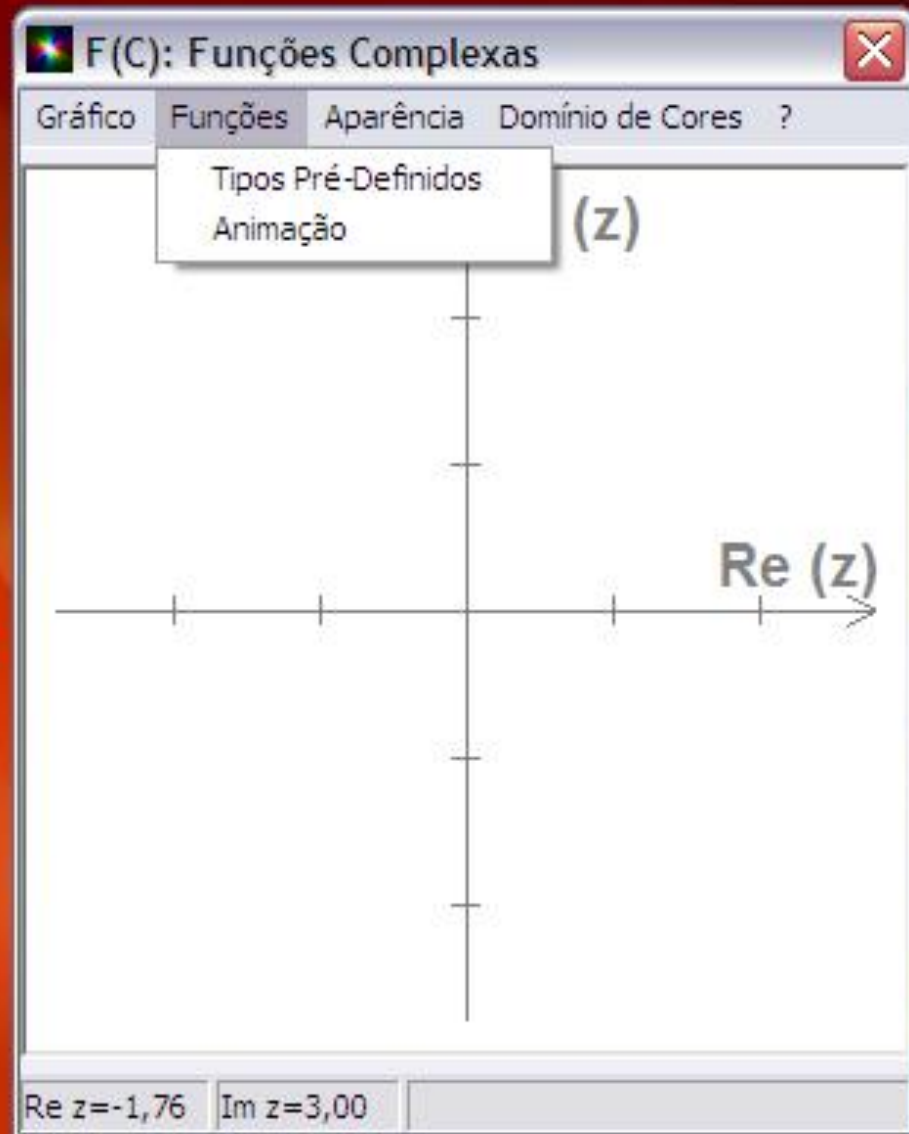 F(C): Funções Complexas
Gráfico Funções Aparência Domínio de Cores ?
Tipos Pré-Definidos
Animação
(z)
Re (z)
Re z=-1,76 Im z=3,00